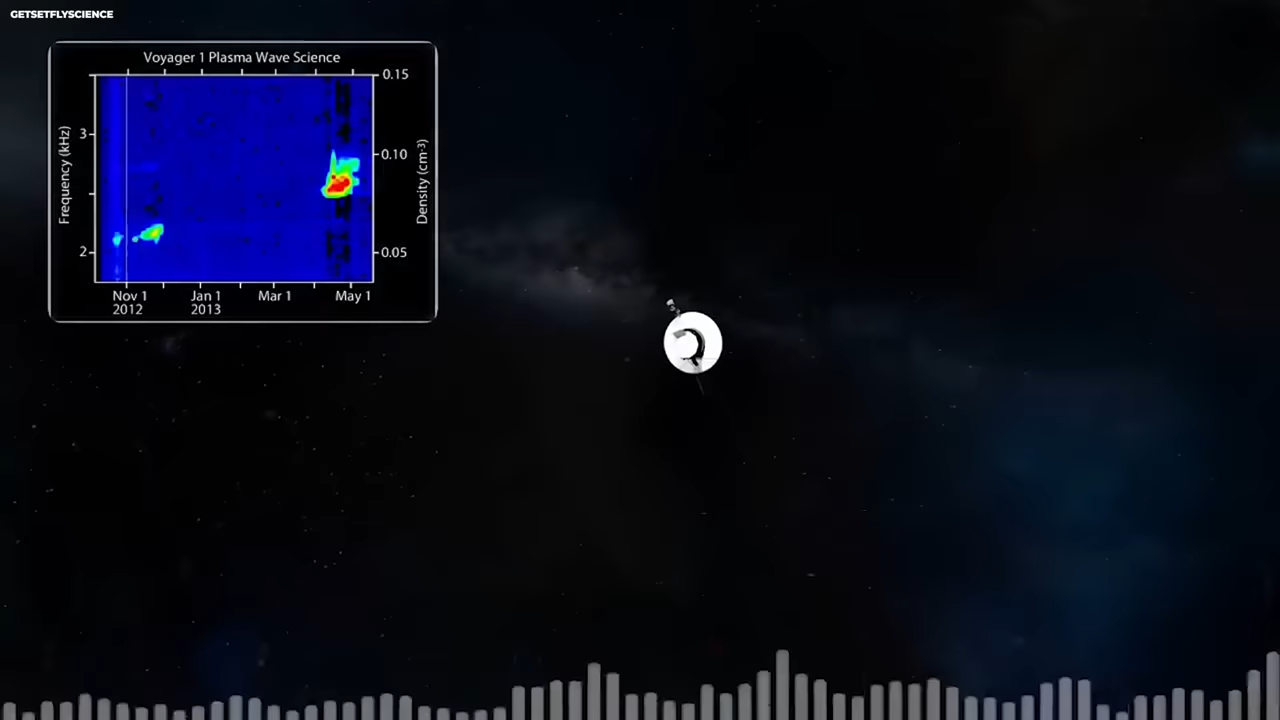 GETSETFLYSCIENCE
Voyager 1 Plasma Wave Science
0.15
3
0.10
Frequency (kHz)
Density (cm-3)
2
0.05
Nov 1 Jan 1 Mar 1 May 1
2012 2013